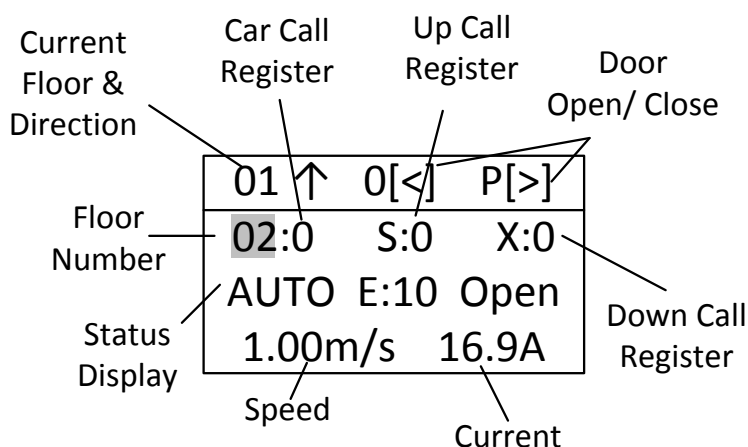 Current
Floor &
Direction
Car Call
Register
Up Call
Register
Door
Open/ Close
01 ↑ 0[<] P[>]
Floor
Number
02:0 S:0 X:0
AUTO E:10 Open
1.00m/s 16.9A
Status
Display
Down Call
Register
Speed
Current